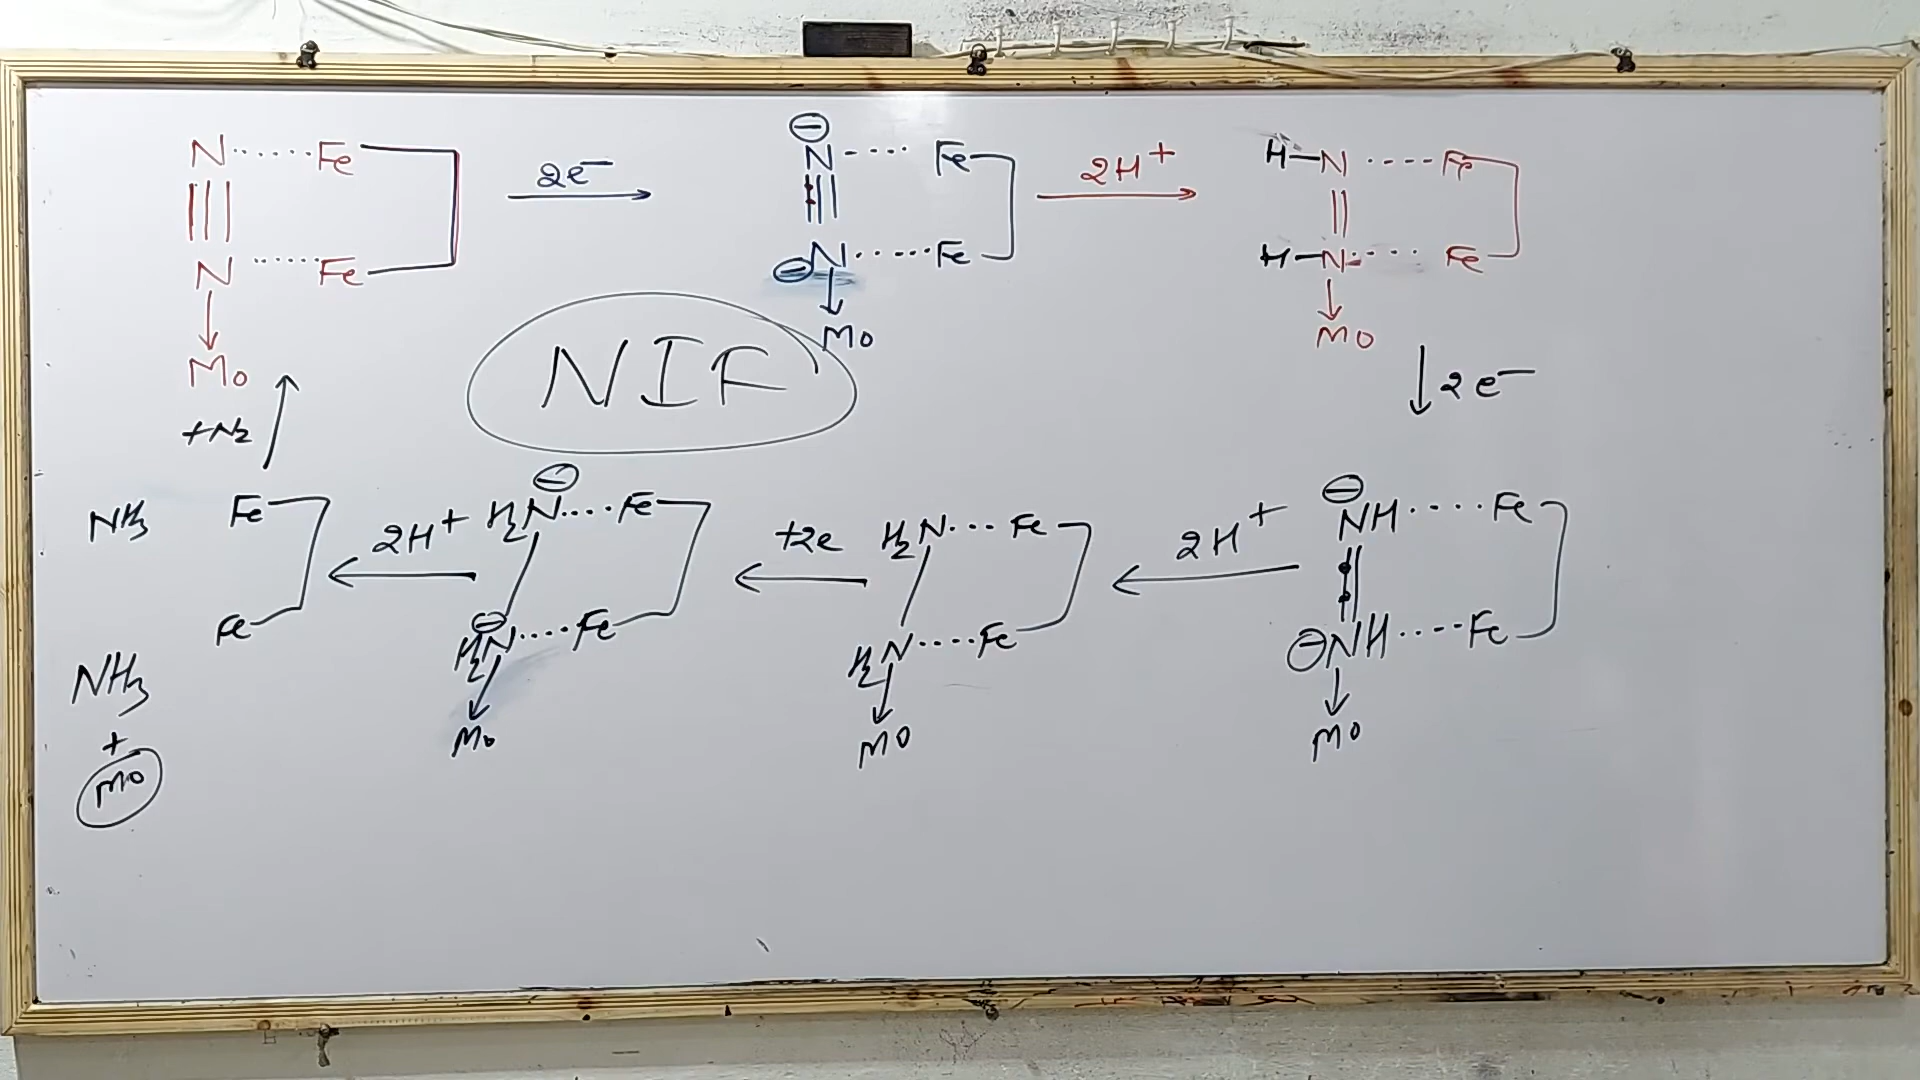 N······Fe
N······Fe
Mo
2e⁻
⊖
N····Fe
⊖N·····Fe
Mo
2H⁺
H—N····Fe
H—N····Fe
Mo
2e⁻
NIF
+N₂
⊖
NH····Fe
⊖NH····Fe
Mo
2H⁺
H₂N···Fe
H₂N····Fe
Mo
+2e
⊖
H₂N····Fe
⊖
H₂N····Fe
Mo
2H⁺
NH₃ Fe
Fe
NH₃
+
Mo